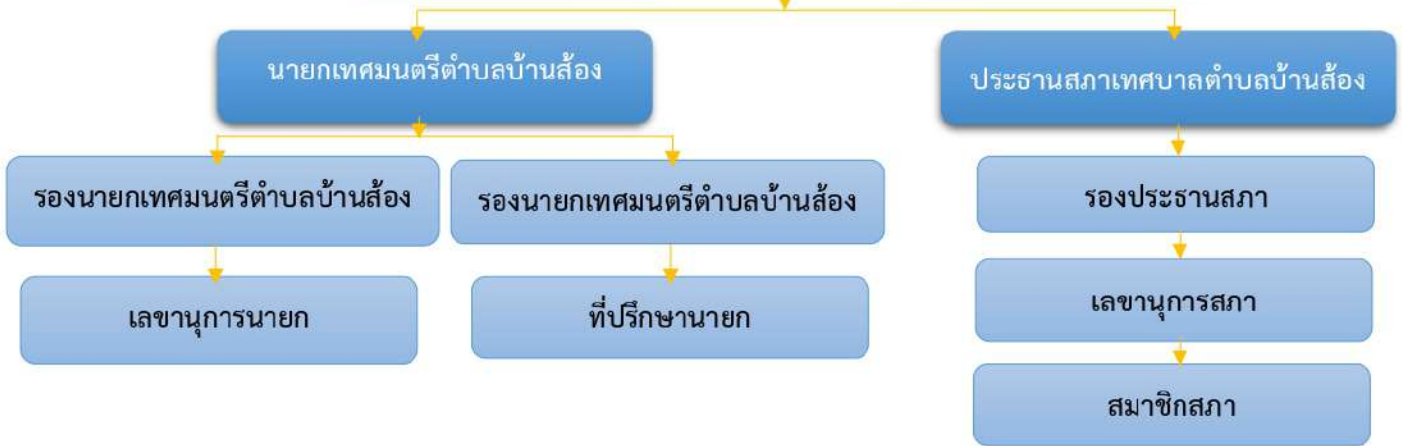 นายกเทศมนตรีตำบลบ้านส้อง
ประธานสภาเทศบาลตำบลบ้านส้อง
รองนายกเทศมนตรีตำบลบ้านส้อง
รองนายกเทศมนตรีตำบลบ้านส้อง
รองประธานสภา
เลขานุการนายก
ที่ปรึกษานายก
เลขานุการสภา
สมาชิกสภา